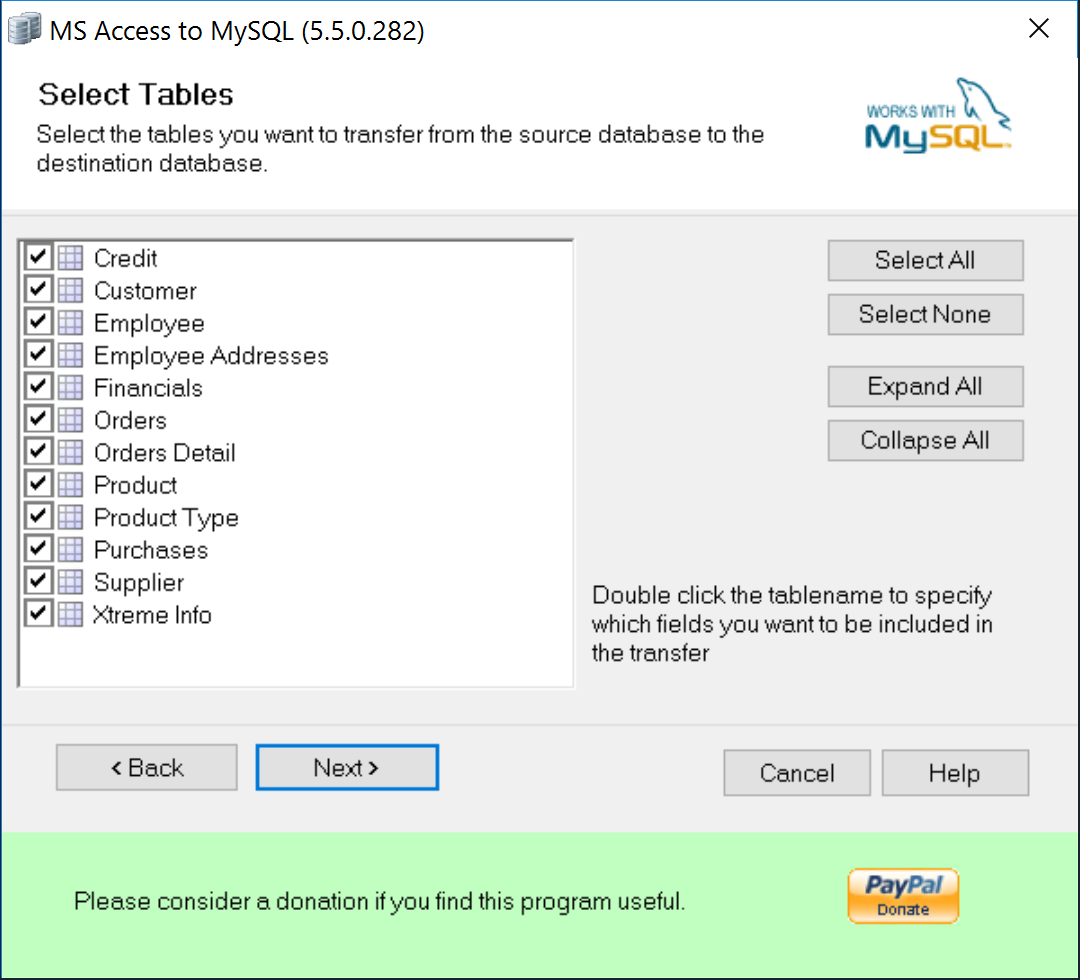 MS Access to MySQL (5.5.0.282)
Select Tables
Select the tables you want to transfer from the source database to the
destination database.
WORKS WITH
MySQL™
Credit
Customer
Employee
Employee Addresses
Financials
Orders
Orders Detail
Product
Product Type
Purchases
Supplier
Xtreme Info
Select All
Select None
Expand All
Collapse All
Double click the tablename to specify
which fields you want to be included in
the transfer
< Back
Next >
Cancel
Help
Please consider a donation if you find this program useful.
PayPal
Donate